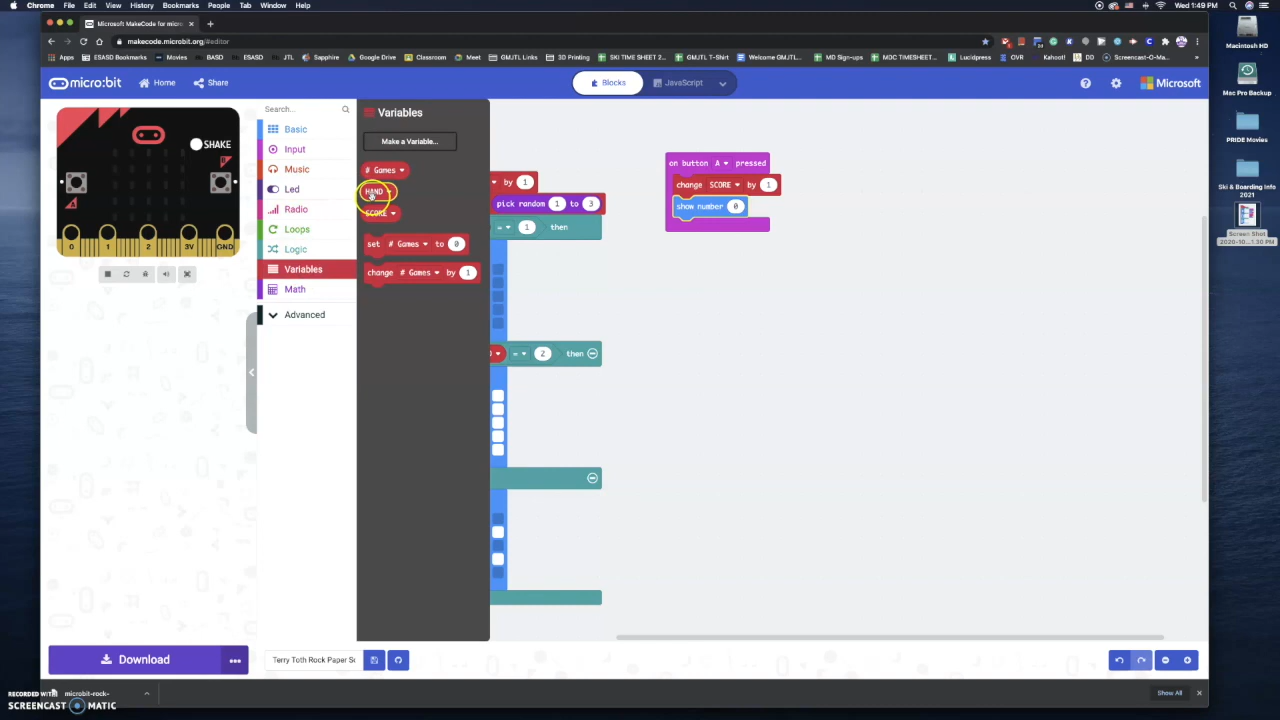 Chrome File Edit View History Bookmarks People Tab Window Help
Wed 1:49 PM
Microsoft MakeCode for micro
makecode.microbit.org/#editor
Apps ESASD Bookmarks Movies BASD ESASD JTL Sapphire Google Drive Classroom Meet GMJTL Links 3D Printing SKI TIME SHEET 2... GMJTL T-Shirt Welcome GMJTL MD Sign-ups MOC TIMESHEET... OVR Kahoot! DD Lucidpress Screencast-O-Ma...
micro:bit Home Share Blocks JavaScript Microsoft
Search...
Basic
Input
Music
Led
Radio
Loops
Logic
Variables
Math
Advanced
SHAKE
B
A
0 1 2 3V GND
Variables
Make a Variable...
# Games
HAND
SCORE
set # Games to 0
change # Games by 1
by 1
pick random 1 to 3
= 1 then
= 2 then
on button A pressed
change SCORE by 1
show number 0
Download
Terry Toth Rock Paper Sc
microbit-rock-
Show All
RECORDED WITH
SCREENCAST MATIC
Macintosh HD
Mac Pro Backup
PRIDE Movies
Ski & Boarding Info
2021
Screen Shot
2020-10...1.30 PM